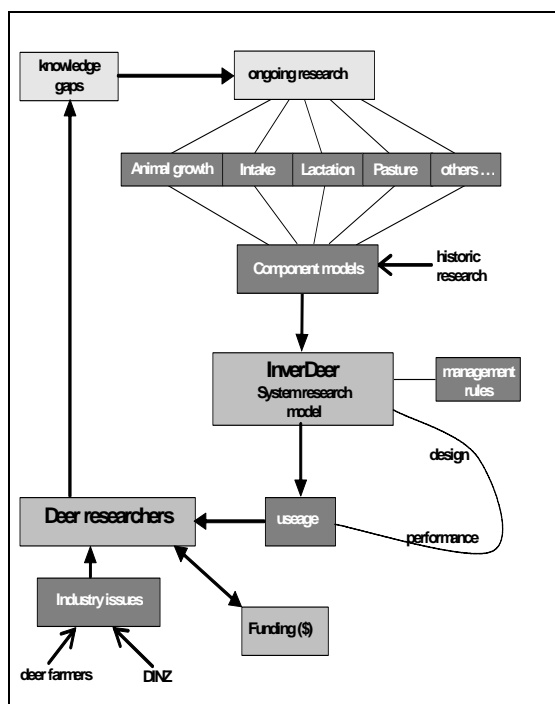 knowledge
gaps
ongoing research
Animal growth
Intake
Lactation
Pasture
others ...
Component models
historic
research
InverDeer
System research
model
management
rules
design
Deer researchers
useage
performance
Industry issues
Funding ($)
deer farmers
DINZ